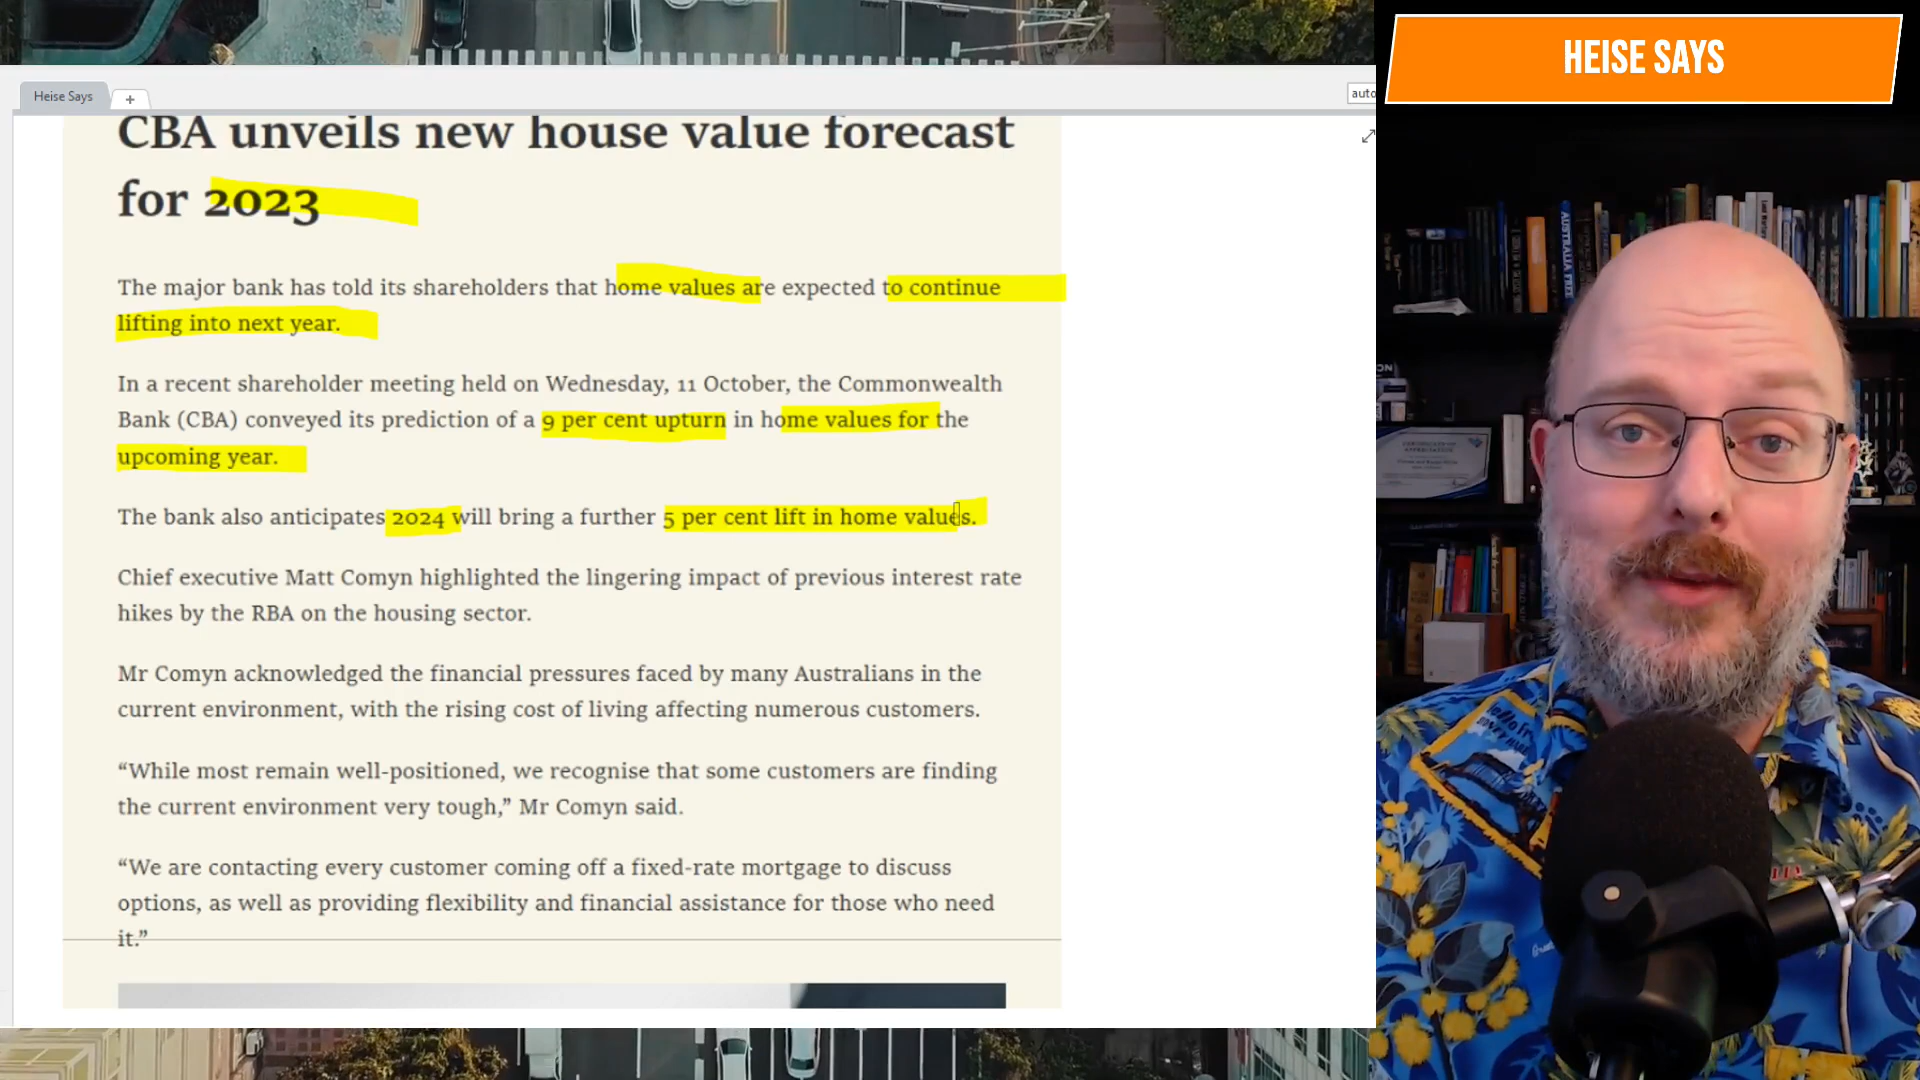 HEISE SAYS
Heise Says
+
auto
CBA unveils new house value forecast
for 2023
The major bank has told its shareholders that home values are expected to continue
lifting into next year.
In a recent shareholder meeting held on Wednesday, 11 October, the Commonwealth
Bank (CBA) conveyed its prediction of a 9 per cent upturn in home values for the
upcoming year.
The bank also anticipates 2024 will bring a further 5 per cent lift in home values.
Chief executive Matt Comyn highlighted the lingering impact of previous interest rate
hikes by the RBA on the housing sector.
Mr Comyn acknowledged the financial pressures faced by many Australians in the
current environment, with the rising cost of living affecting numerous customers.
“While most remain well-positioned, we recognise that some customers are finding
the current environment very tough,” Mr Comyn said.
“We are contacting every customer coming off a fixed-rate mortgage to discuss
options, as well as providing flexibility and financial assistance for those who need
it.”